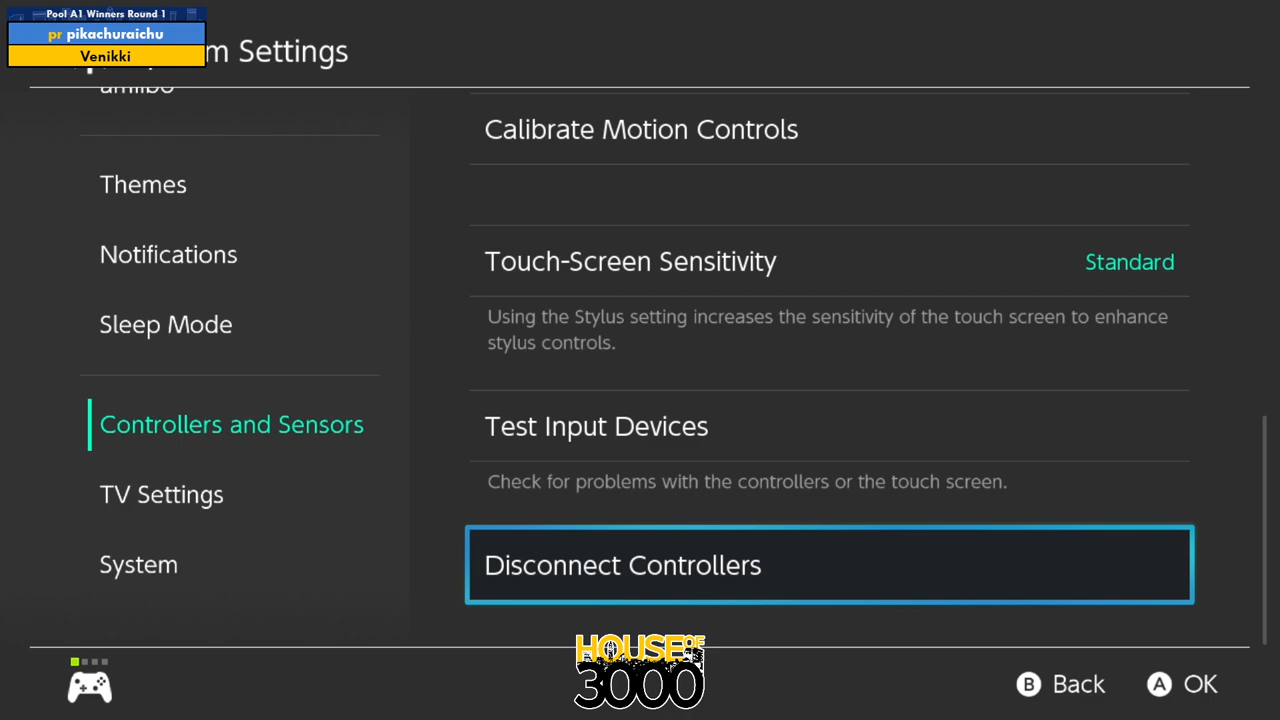 Pool A1 Winners Round 1
pr pikachuraichu
Venikki
m Settings
amiibo
Themes
Notifications
Sleep Mode
Controllers and Sensors
TV Settings
System
Calibrate Motion Controls
Touch-Screen Sensitivity Standard
Using the Stylus setting increases the sensitivity of the touch screen to enhance
stylus controls.
Test Input Devices
Check for problems with the controllers or the touch screen.
Disconnect Controllers
HOUSE OF
3000
B Back A OK